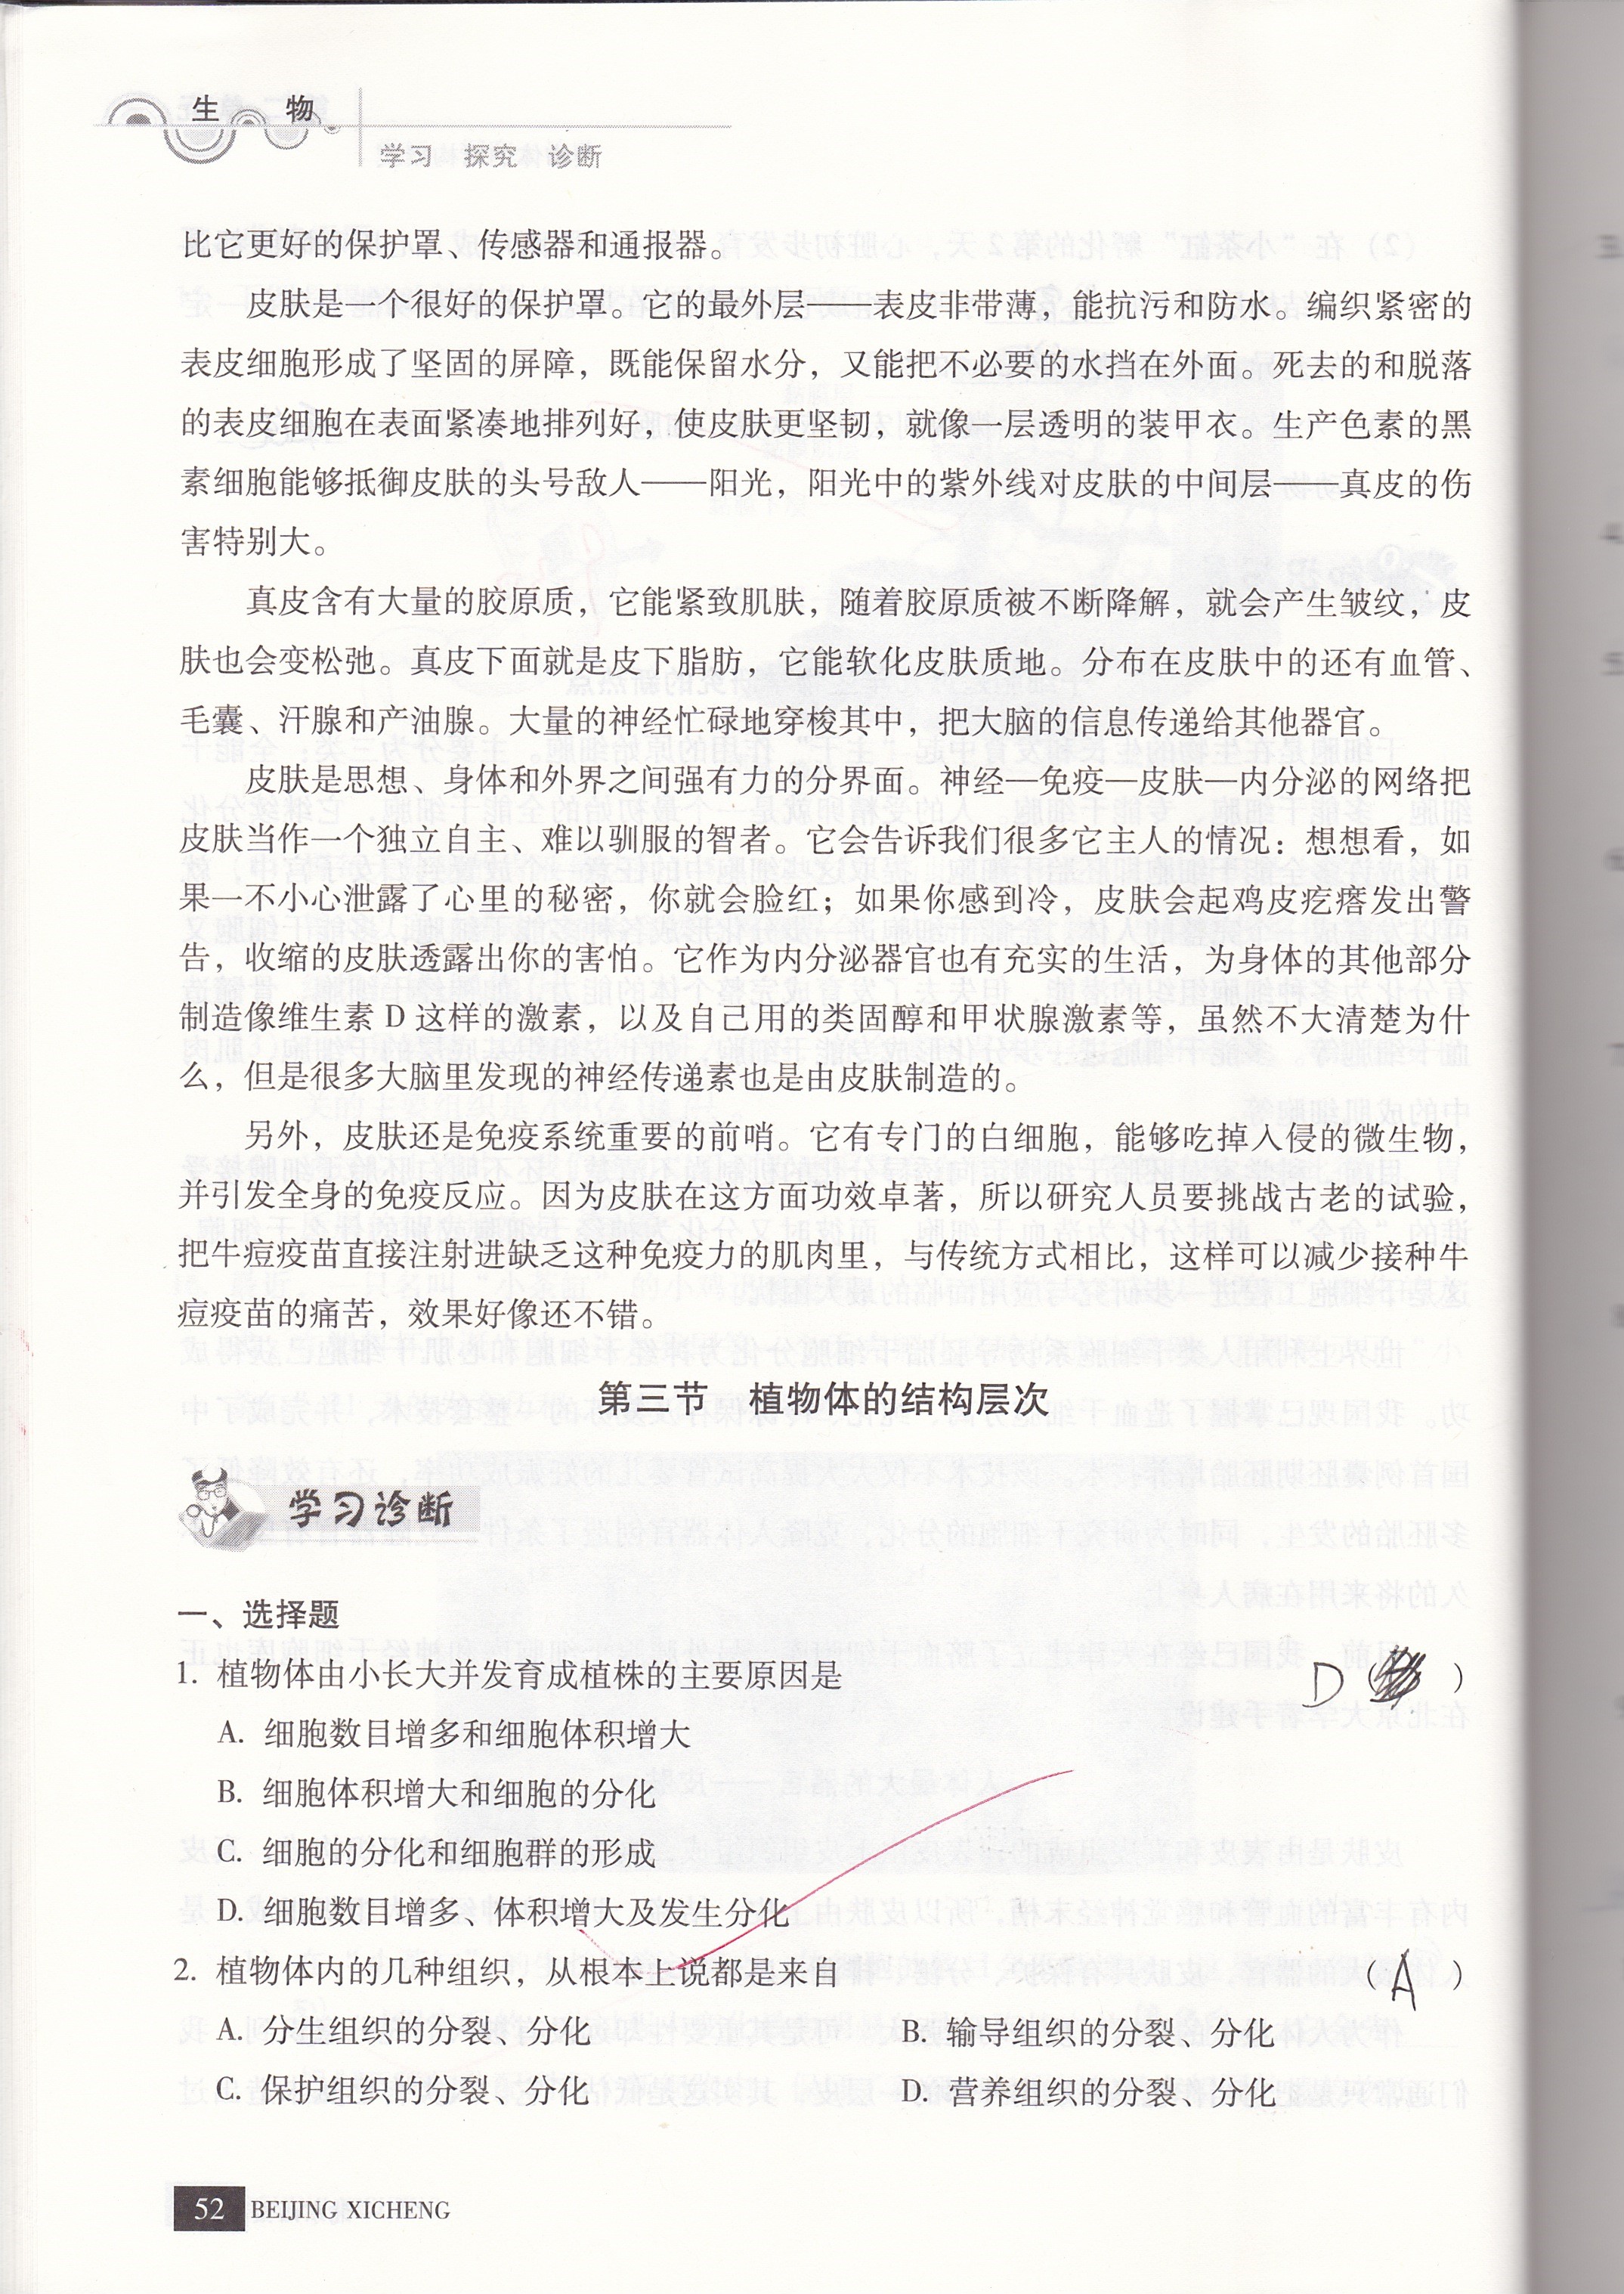 生 物
学习 探究 诊断
比它更好的保护罩、传感器和通报器。
皮肤是一个很好的保护罩。它的最外层——表皮非带薄，能抗污和防水。编织紧密的
表皮细胞形成了坚固的屏障，既能保留水分，又能把不必要的水挡在外面。死去的和脱落
的表皮细胞在表面紧凑地排列好，使皮肤更坚韧，就像一层透明的装甲衣。生产色素的黑
素细胞能够抵御皮肤的头号敌人——阳光，阳光中的紫外线对皮肤的中间层——真皮的伤
害特别大。
真皮含有大量的胶原质，它能紧致肌肤，随着胶原质被不断降解，就会产生皱纹，皮
肤也会变松弛。真皮下面就是皮下脂肪，它能软化皮肤质地。分布在皮肤中的还有血管、
毛囊、汗腺和产油腺。大量的神经忙碌地穿梭其中，把大脑的信息传递给其他器官。
皮肤是思想、身体和外界之间强有力的分界面。神经—免疫—皮肤—内分泌的网络把
皮肤当作一个独立自主、难以驯服的智者。它会告诉我们很多它主人的情况：想想看，如
果一不小心泄露了心里的秘密，你就会脸红；如果你感到冷，皮肤会起鸡皮疙瘩发出警
告，收缩的皮肤透露出你的害怕。它作为内分泌器官也有充实的生活，为身体的其他部分
制造像维生素 D 这样的激素，以及自己用的类固醇和甲状腺激素等，虽然不大清楚为什
么，但是很多大脑里发现的神经传递素也是由皮肤制造的。
另外，皮肤还是免疫系统重要的前哨。它有专门的白细胞，能够吃掉入侵的微生物，
并引发全身的免疫反应。因为皮肤在这方面功效卓著，所以研究人员要挑战古老的试验，
把牛痘疫苗直接注射进缺乏这种免疫力的肌肉里，与传统方式相比，这样可以减少接种牛
痘疫苗的痛苦，效果好像还不错。
第三节 植物体的结构层次
学习诊断
一、选择题
1. 植物体由小长大并发育成植株的主要原因是 D（ ）
A. 细胞数目增多和细胞体积增大
B. 细胞体积增大和细胞的分化
C. 细胞的分化和细胞群的形成
D. 细胞数目增多、体积增大及发生分化
2. 植物体内的几种组织，从根本上说都是来自 （A）
A. 分生组织的分裂、分化 B. 输导组织的分裂、分化
C. 保护组织的分裂、分化 D. 营养组织的分裂、分化
52 BEIJING XICHENG